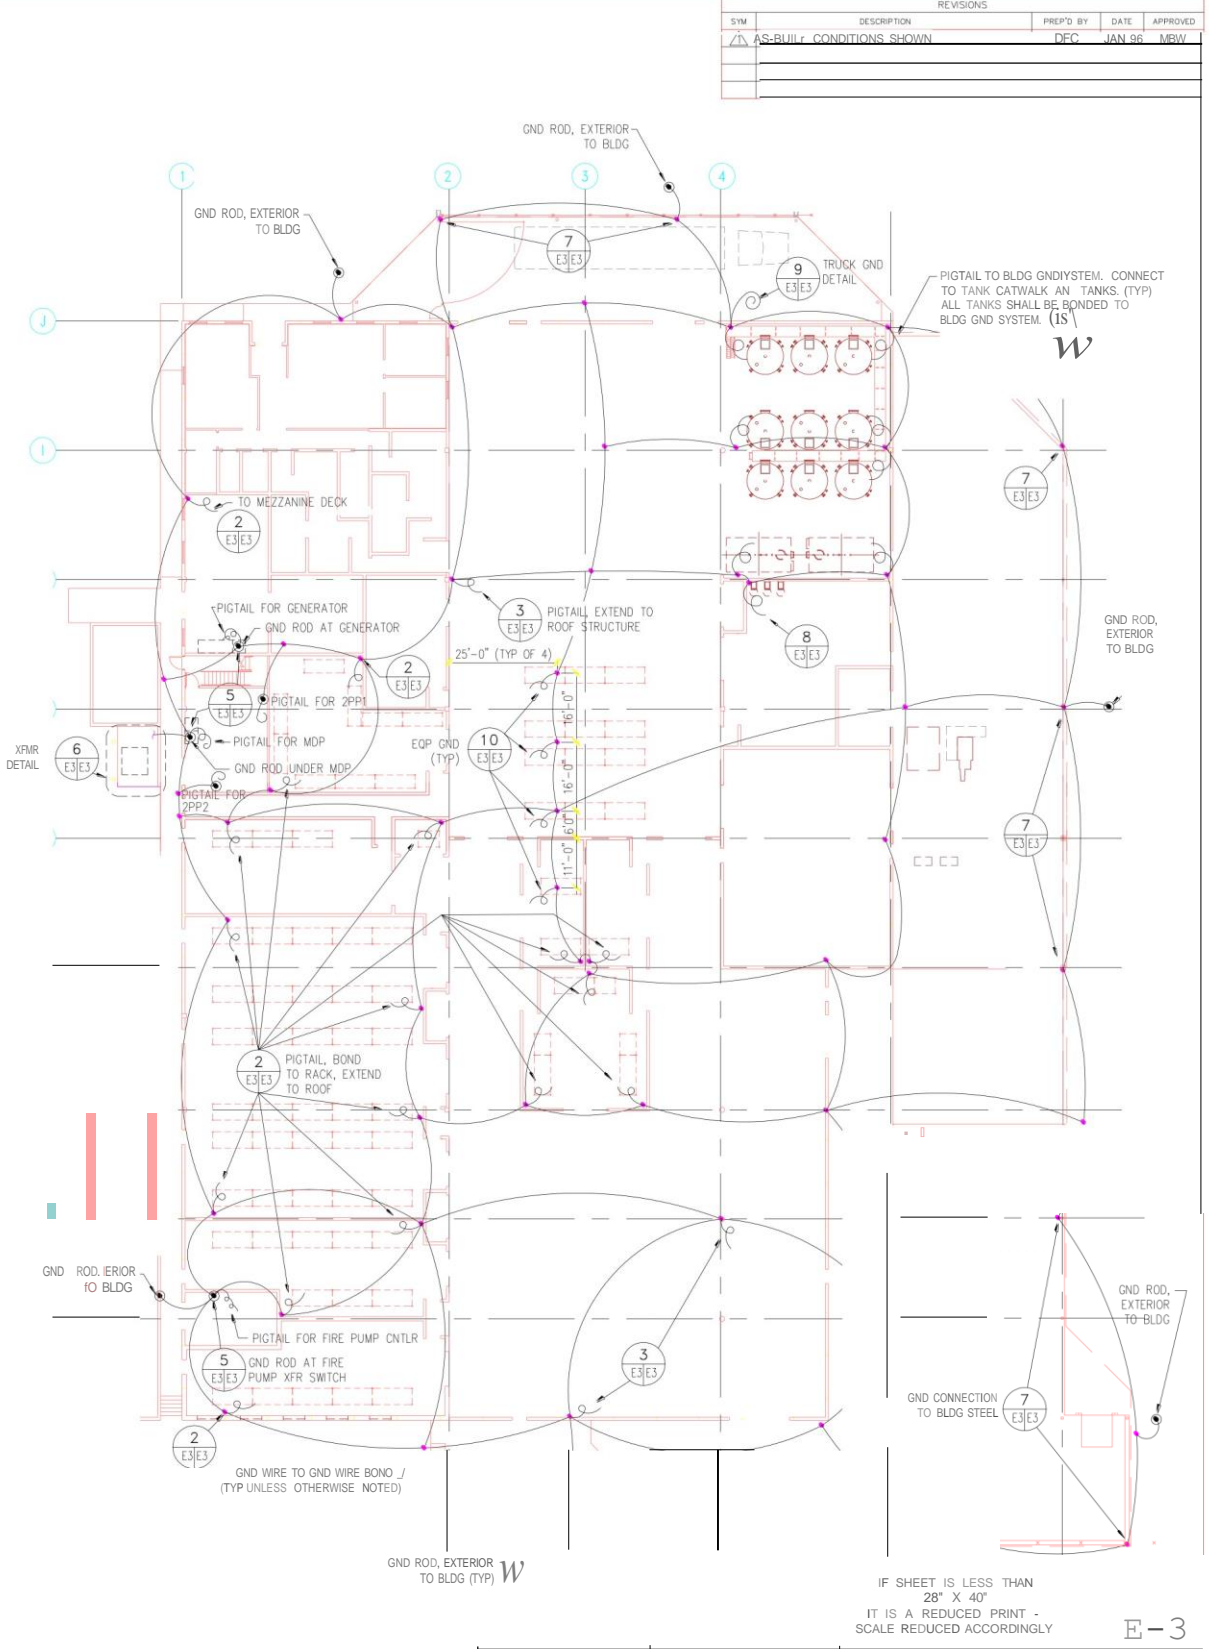 REVISIONS
SYM DESCRIPTION PREP'D BY DATE APPROVED
1 AS-BUILT CONDITIONS SHOWN DFC JAN 96 MBW
GND ROD, EXTERIOR
TO BLDG
1 2 3 4
GND ROD, EXTERIOR
TO BLDG
7
E3 E3
9
E3 E3
TRUCK GND
DETAIL
PIGTAIL TO BLDG GNDIYSTEM. CONNECT
TO TANK CATWALK AN TANKS. (TYP)
ALL TANKS SHALL BE BONDED TO
BLDG GND SYSTEM. (1S\
W
J
I
7
E3 E3
TO MEZZANINE DECK
2
E3 E3
PIGTAIL FOR GENERATOR
GND ROD AT GENERATOR
3
E3 E3
PIGTAIL, EXTEND TO
ROOF STRUCTURE
8
E3 E3
GND ROD,
EXTERIOR
TO BLDG
25'-0" (TYP OF 4)
2
E3 E3
5
E3 E3
PIGTAIL FOR 2PP1
16'-0"
XFMR
DETAIL
6
E3 E3
PIGTAIL FOR MDP
EQP GND
(TYP)
10
E3 E3
GND ROD UNDER MDP
16'-0"
PIGTAIL FOR
2PP2
6'0"
7
E3 E3
11'-0"
2
E3 E3
PIGTAIL, BOND
TO RACK, EXTEND
TO ROOF
GND ROD. IERIOR
fO BLDG
PIGTAIL FOR FIRE PUMP CNTLR
5
E3 E3
GND ROD AT FIRE
PUMP XFR SWITCH
3
E3 E3
GND ROD,
EXTERIOR
TO BLDG
GND CONNECTION
TO BLDG STEEL
7
E3 E3
2
E3 E3
GND WIRE TO GND WIRE BONO _/
(TYP UNLESS OTHERWISE NOTED)
GND ROD, EXTERIOR W
TO BLDG (TYP)
IF SHEET IS LESS THAN
28" X 40"
IT IS A REDUCED PRINT -
SCALE REDUCED ACCORDINGLY
E-3